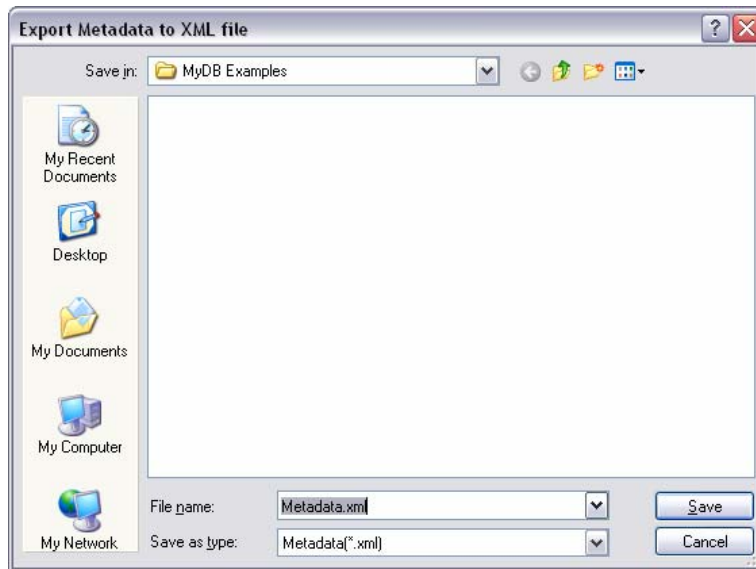 Export Metadata to XML file
Save in: MyDB Examples
My Recent
Documents
Desktop
My Documents
My Computer
My Network
File name: Metadata.xml Save
Save as type: Metadata(*.xml) Cancel